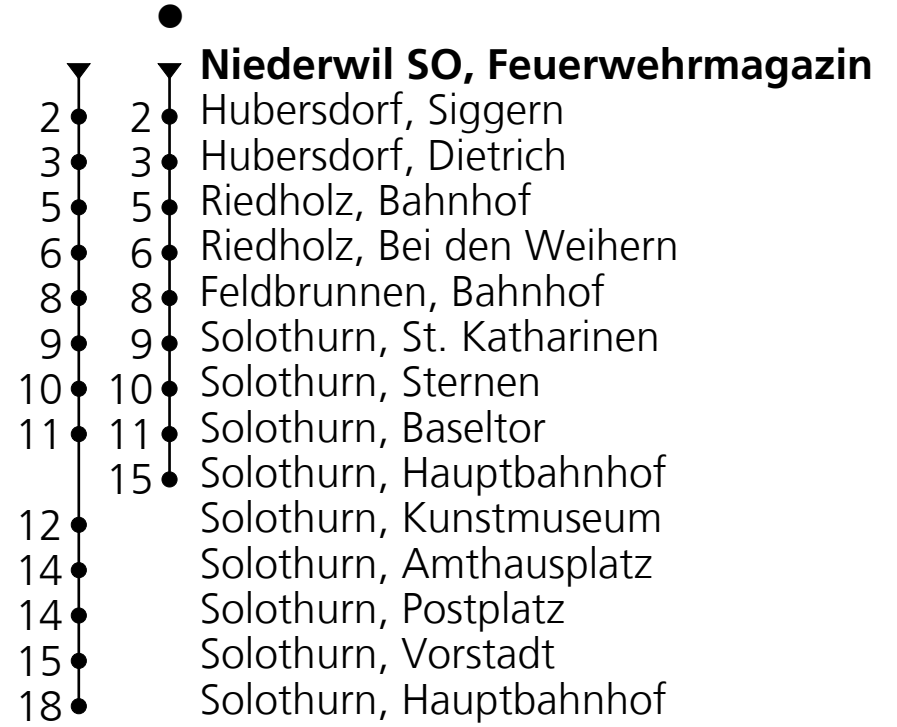 Niederwil SO, Feuerwehrmagazin
2 2 Hubersdorf, Siggern
3 3 Hubersdorf, Dietrich
5 5 Riedholz, Bahnhof
6 6 Riedholz, Bei den Weihern
8 8 Feldbrunnen, Bahnhof
9 9 Solothurn, St. Katharinen
10 10 Solothurn, Sternen
11 11 Solothurn, Baseltor
15 Solothurn, Hauptbahnhof
12 Solothurn, Kunstmuseum
14 Solothurn, Amthausplatz
14 Solothurn, Postplatz
15 Solothurn, Vorstadt
18 Solothurn, Hauptbahnhof